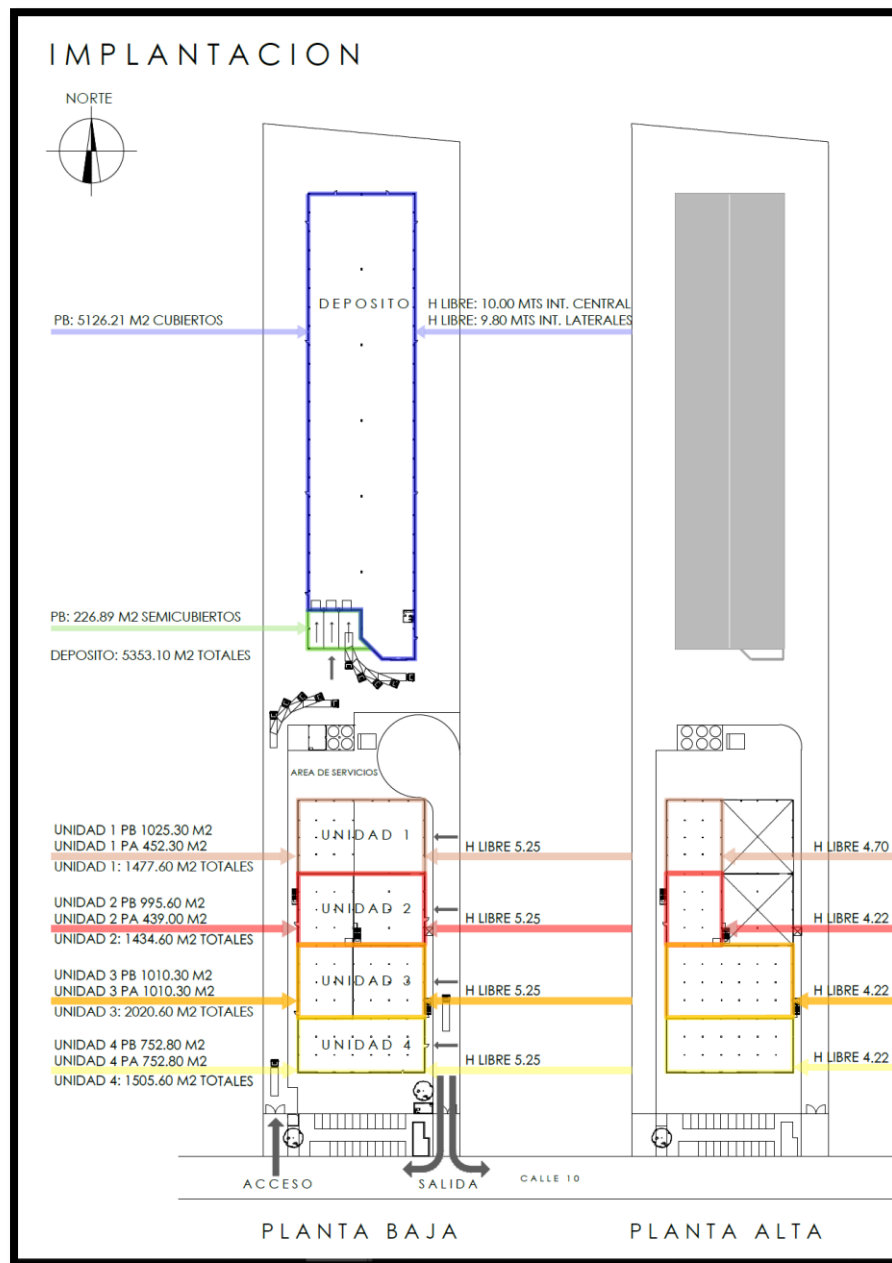 IMPLANTACION
NORTE
DEPOSITO
H LIBRE: 10.00 MTS INT. CENTRAL
PB: 5126.21 M2 CUBIERTOS
H LIBRE: 9.80 MTS INT. LATERALES
PB: 226.89 M2 SEMICUBIERTOS
DEPOSITO: 5353.10 M2 TOTALES
AREA DE SERVICIOS
UNIDAD 1 PB 1025.30 M2
UNIDAD 1
UNIDAD 1 PA 452.30 M2
H LIBRE 5.25
H LIBRE 4.70
UNIDAD 1: 1477.60 M2 TOTALES
UNIDAD 2 PB 995.60 M2
UNIDAD 2
UNIDAD 2 PA 439.00 M2
H LIBRE 5.25
H LIBRE 4.22
UNIDAD 2: 1434.60 M2 TOTALES
UNIDAD 3 PB 1010.30 M2
UNIDAD 3
UNIDAD 3 PA 1010.30 M2
H LIBRE 5.25
H LIBRE 4.22
UNIDAD 3: 2020.60 M2 TOTALES
UNIDAD 4 PB 752.80 M2
UNIDAD 4
UNIDAD 4 PA 752.80 M2
H LIBRE 5.25
H LIBRE 4.22
UNIDAD 4: 1505.60 M2 TOTALES
ACCESO
SALIDA
CALLE 10
PLANTA BAJA
PLANTA ALTA